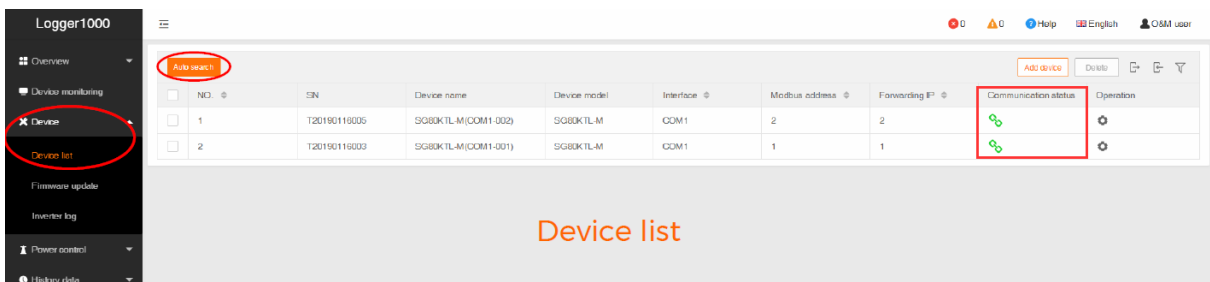 Logger1000
0
0
Help
English
O&M user
Overview
Device monitoring
Device
Device list
Firmware update
Inverter log
Power control
History data
Auto search
Add device
Delete
NO. SN Device name Device model Interface Modbus address Forwarding IP Communication status Operation
1 T20190116005 SG80KTL-M(COM1-002) SG80KTL-M COM1 2 2
2 T20190116003 SG80KTL-M(COM1-001) SG80KTL-M COM1 1 1
Device list